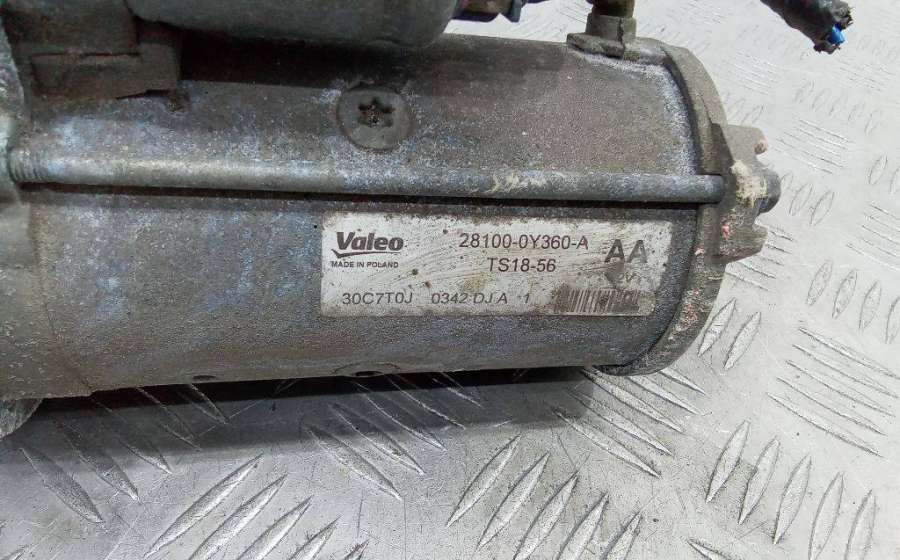 Valeo
MADE IN POLAND
28100-0Y360-A
TS18-56
AA
30C7T0J 0342 DJ A 1